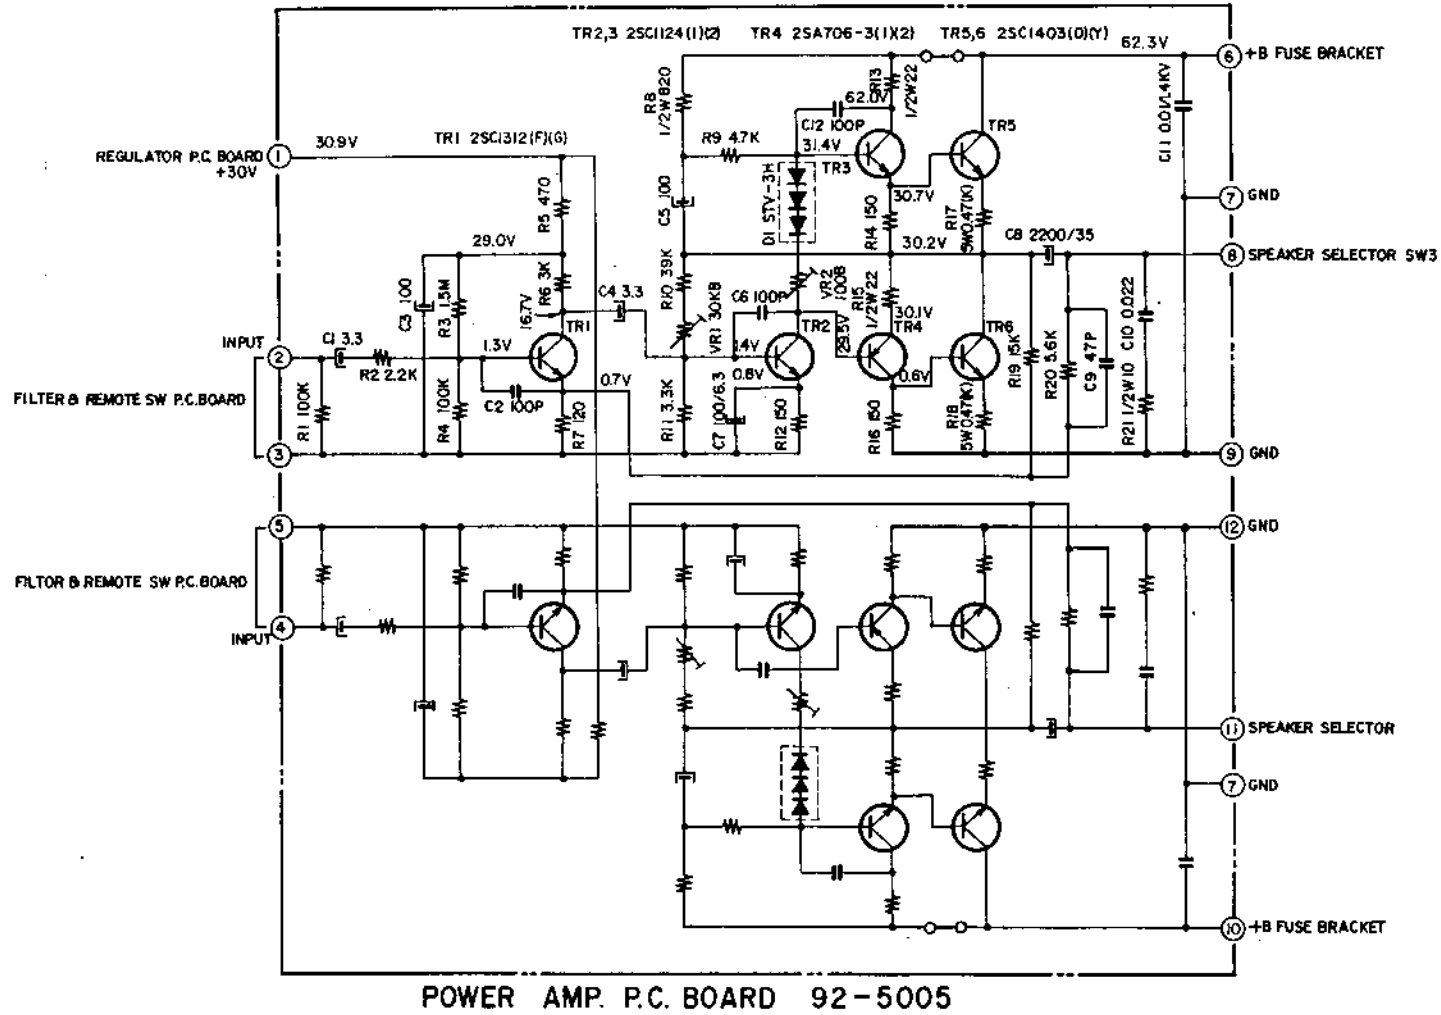 TR2,3 2SC1124(1)(2) TR4 2SA706-3(1)(2) TR5,6 2SC1403(O)(Y)
62.3V
6 +B FUSE BRACKET
R8
1/2W 820
R13
1/2W 22
62.0V
C12 100P
C11 0.01/1.4KV
1
REGULATOR P.C. BOARD
+30V
30.9V
TR1 2SC1312(F)(G)
R9 4.7K
31.4V
TR3
TR5
R5 470
C5 100
D1 STV-3H
30.7V
R14 150
R17
5W0.47(K)
7 GND
29.0V
30.2V
C8 2200/35
8 SPEAKER SELECTOR SW3
C3 100
R3 1.5M
R6 3K
16.7V
C4 3.3
R10 39K
VR1 30KB
C6 100P
VR2
100B
R15
1/2W 22
30.1V
TR1
TR2
TR4
TR6
29.5V
INPUT
2
C1 3.3
R2 2.2K
1.3V
1.4V
0.8V
0.6V
0.7V
C2 100P
FILTER & REMOTE SW P.C.BOARD
R1 100K
R4 100K
R7 120
R11 3.3K
C7 100/6.3
R12 150
R16 150
R18
5W0.47(K)
R19 15K
R20 5.6K
C9 47P
R21 1/2W10 C10 0.022
3
9 GND
5
12 GND
FILTOR & REMOTE SW P.C.BOARD
4
INPUT
11 SPEAKER SELECTOR
7 GND
10 +B FUSE BRACKET
POWER AMP. P.C. BOARD 92-5005